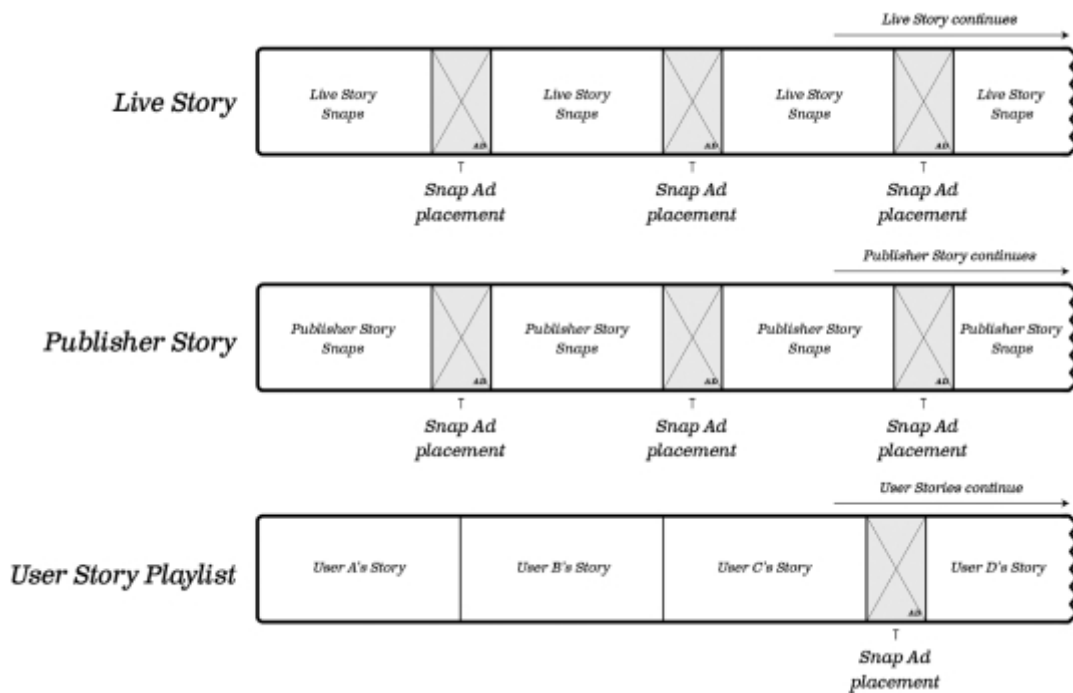 Live Story continues
Live Story
Live Story
Snaps
AD
Live Story
Snaps
AD
Live Story
Snaps
AD
Live Story
Snaps
Snap Ad
placement
Snap Ad
placement
Snap Ad
placement
Publisher Story continues
Publisher Story
Publisher Story
Snaps
AD
Publisher Story
Snaps
AD
Publisher Story
Snaps
AD
Publisher Story
Snaps
Snap Ad
placement
Snap Ad
placement
Snap Ad
placement
User Stories continue
User Story Playlist
User A's Story
User B's Story
User C's Story
AD
User D's Story
Snap Ad
placement